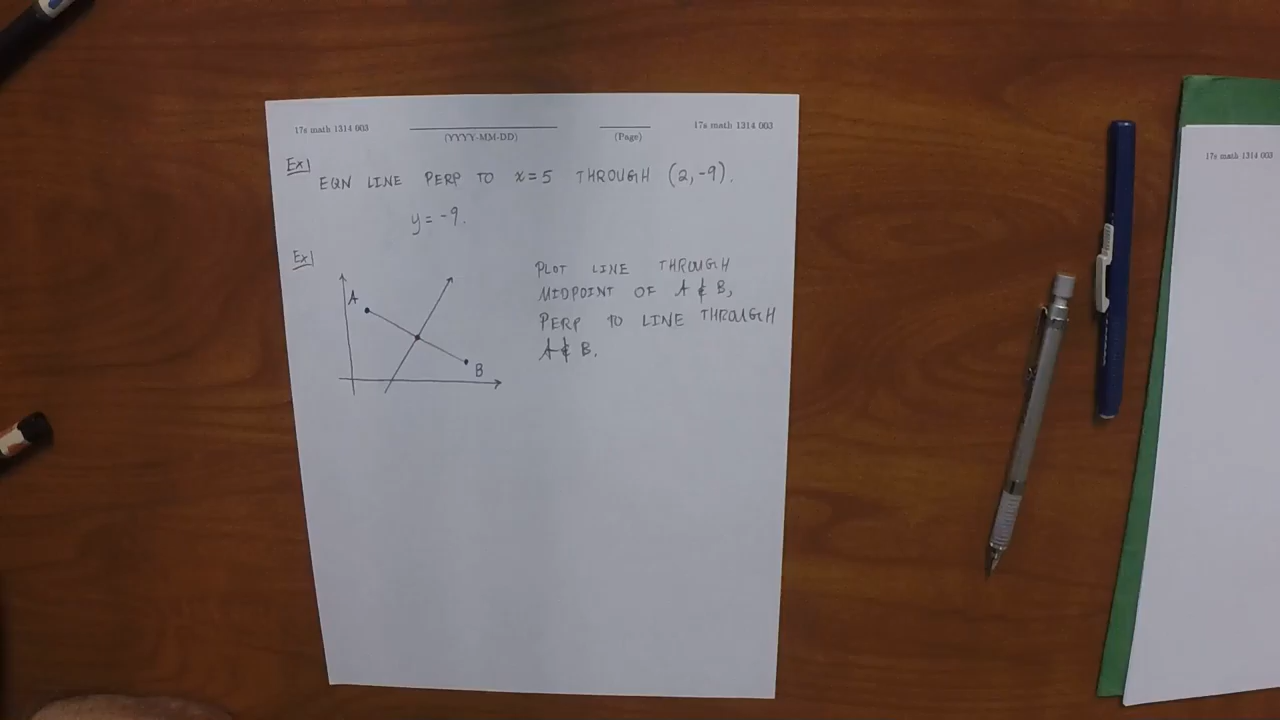 17s math 1314 003 (YYYY-MM-DD) (Page) 17s math 1314 003
Ex)
EQN LINE PERP TO x=5 THROUGH (2,-9).
y = -9.
Ex)
A
B
PLOT LINE THROUGH
MIDPOINT OF A & B,
PERP TO LINE THROUGH
A & B.
17s math 1314 003